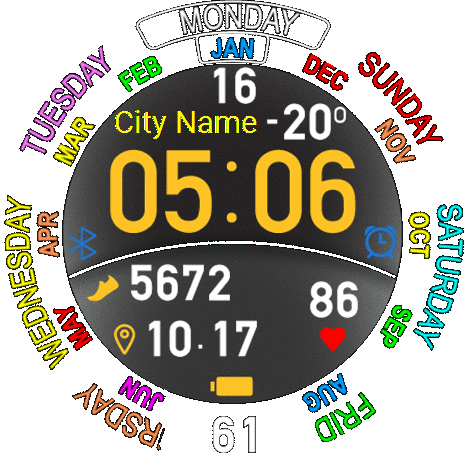 MONDAY
JAN
16
City Name -20°
05:06
5672
86
10.17
61
TUESDAY
FEB
MAR
WEDNESDAY
APR
MAY
RSDAY
JUN
FRID
AUG
SEP
SATURDAY
OCT
NOV
SUNDAY
DEC